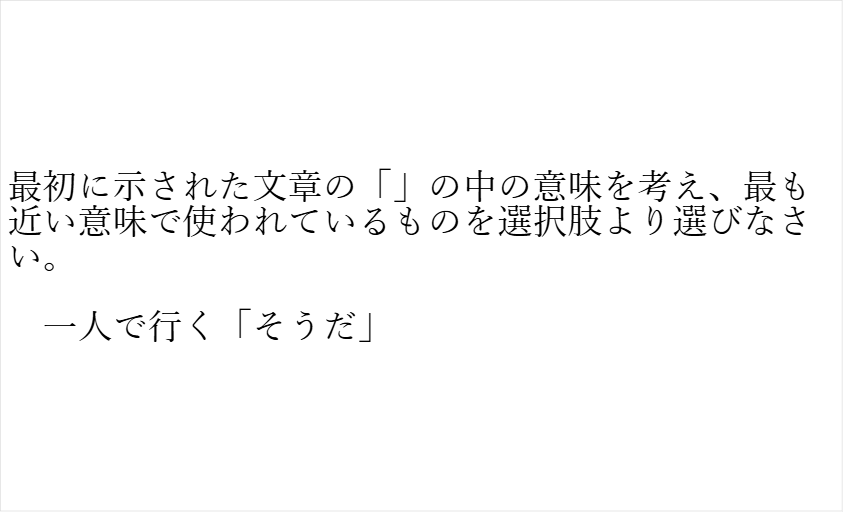 最初に示された文章の「」の中の意味を考え、最も
近い意味で使われているものを選択肢より選びなさ
い。
　一人で行く「そうだ」